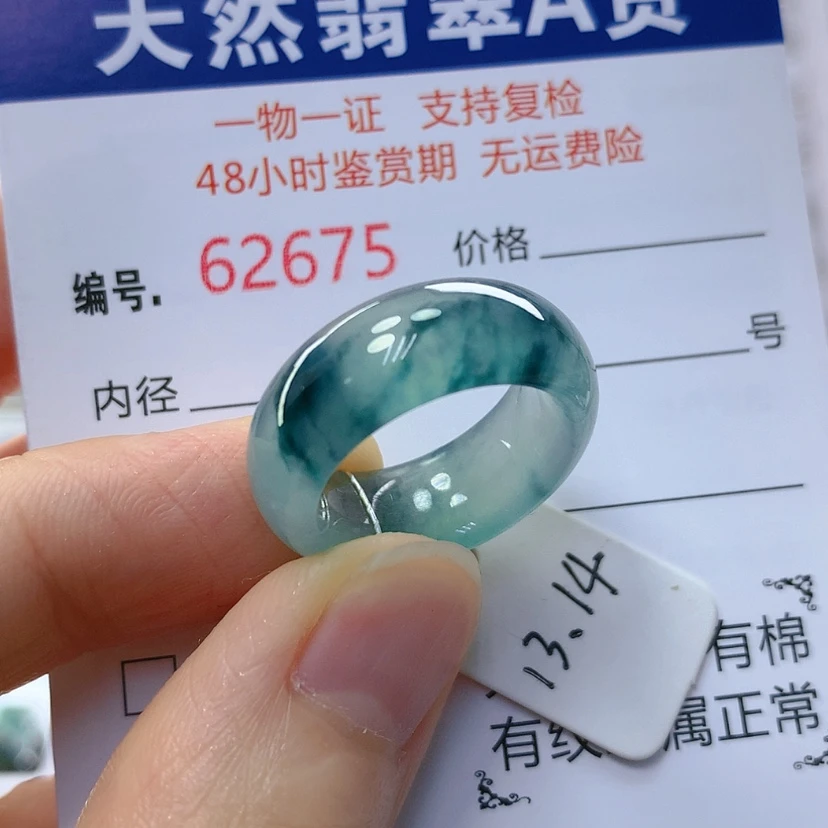 天然翡翠A货
一物一证 支持复检
48小时鉴赏期 无运费险
编号. 62675 价格
内径 号
13.14
有棉
有纹 属正常